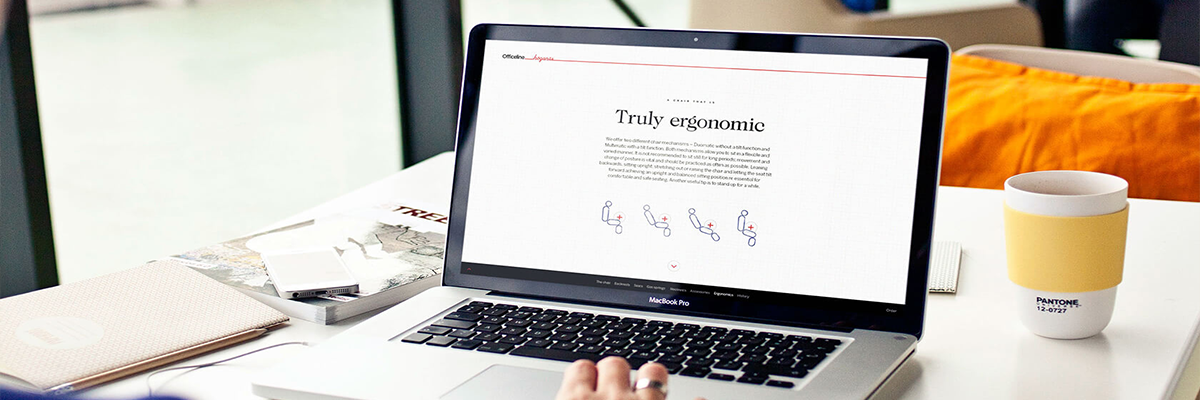 Officeline
A CHAIR THAT IS
Truly ergonomic
We offer two different chair mechanisms – Duomatic without a tilt function and
Multimatic with a tilt function. Both mechanisms allow you to sit in a flexible and
varied manner. It is not recommended to sit still for long periods; movement and
change of posture is vital and should be practiced as often as possible. Leaning
backwards, sitting upright, stretching out or raising the chair and letting the seat tilt
forward achieving an upright and balanced sitting position is essential for
comfortable and safe seating. Another useful tip is to stand up for a while.
The chair Backrests Seats Gas springs Armrests Accessories Ergonomics History
MacBook Pro
TREE
PANTONE
UNIVERSE
12-0727